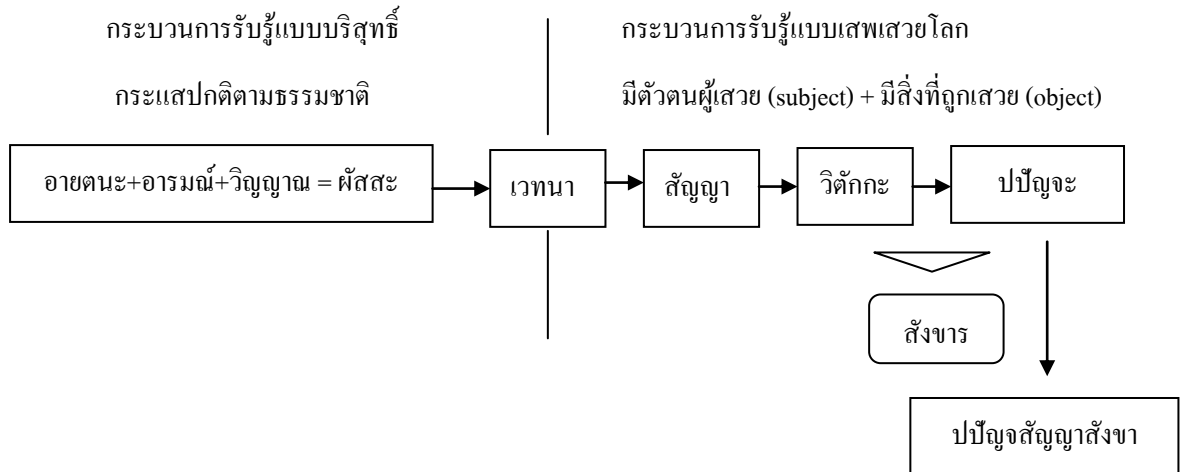 กระบวนการรับรู้แบบบริสุทธิ์
กระบวนการรับรู้แบบเสพเสวยโลก
กระแสปกติตามธรรมชาติ
มีตัวตนผู้เสวย (subject) + มีสิ่งที่ถูกเสวย (object)
อายตนะ+อารมณ์+วิญญาณ = ผัสสะ
เวทนา
สัญญา
วิตักกะ
ปปัญจะ
สังขาร
ปปัญจสัญญาสังขา